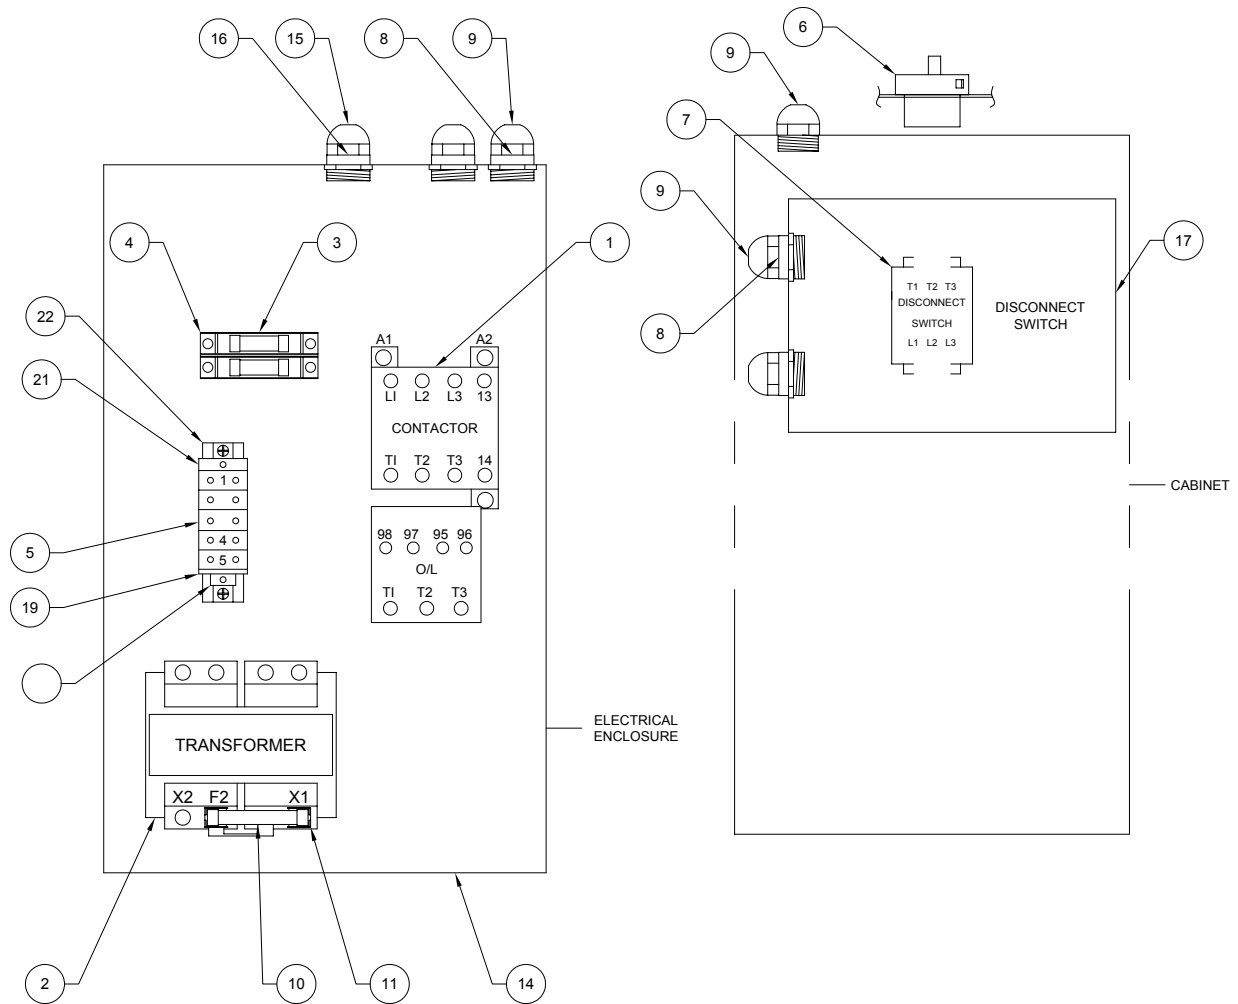 16
15
8
9
6
9
7
9
17
8
4
3
1
22
21
5
19
A1 A2
LI L2 L3 13
CONTACTOR
TI T2 T3 14
98 97 95 96
O/L
TI T2 T3
1
4
5
TRANSFORMER
X2 F2 X1
ELECTRICAL
ENCLOSURE
2
10
11
14
T1 T2 T3
DISCONNECT
SWITCH
L1 L2 L3
DISCONNECT
SWITCH
CABINET